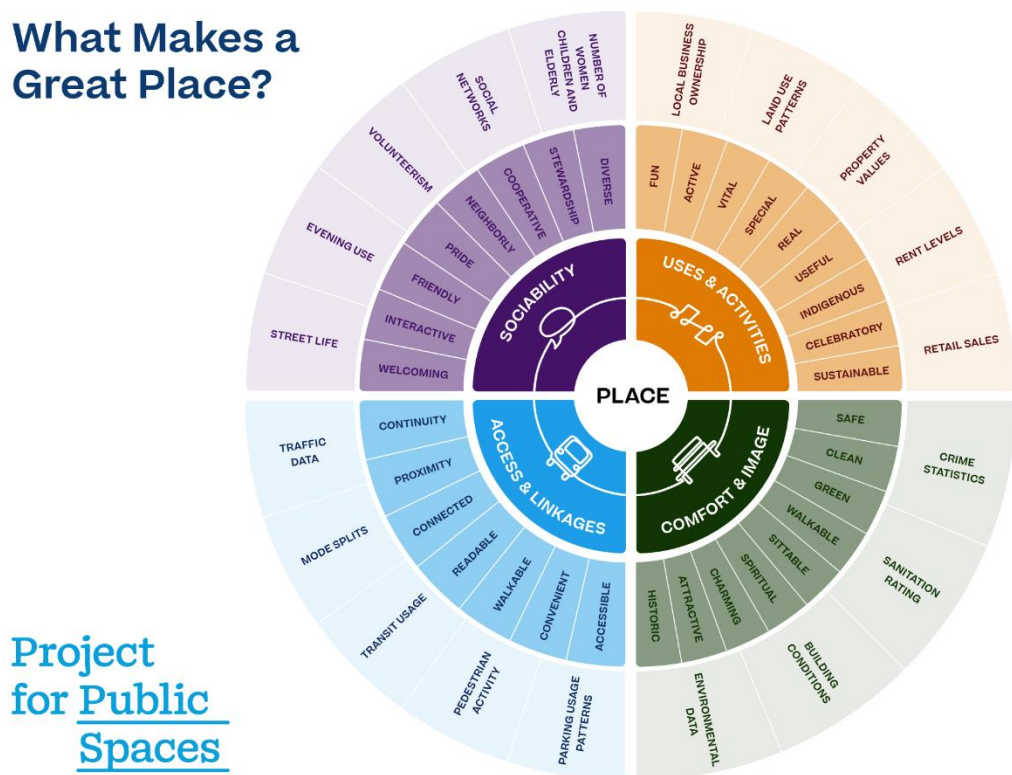 What Makes a
Great Place?
STREET LIFE
EVENING USE
VOLUNTEERISM
SOCIAL
NETWORKS
NUMBER OF
WOMEN
CHILDREN AND
ELDERLY
LOCAL BUSINESS
OWNERSHIP
LAND USE
PATTERNS
PROPERTY
VALUES
RENT LEVELS
RETAIL SALES
WELCOMING
INTERACTIVE
FRIENDLY
PRIDE
NEIGHBORLY
COOPERATIVE
STEWARDSHIP
DIVERSE
FUN
ACTIVE
VITAL
SPECIAL
REAL
USEFUL
INDIGENOUS
CELEBRATORY
SUSTAINABLE
SOCIABILITY
USES & ACTIVITIES
PLACE
ACCESS & LINKAGES
COMFORT & IMAGE
CONTINUITY
PROXIMITY
CONNECTED
READABLE
WALKABLE
CONVENIENT
ACCESSIBLE
SAFE
CLEAN
GREEN
WALKABLE
SITTABLE
SPIRITUAL
CHARMING
ATTRACTIVE
HISTORIC
TRAFFIC
DATA
MODE SPLITS
TRANSIT USAGE
PEDESTRIAN
ACTIVITY
PARKING USAGE
PATTERNS
CRIME
STATISTICS
SANITATION
RATING
BUILDING
CONDITIONS
ENVIRONMENTAL
DATA
Project
for Public
Spaces